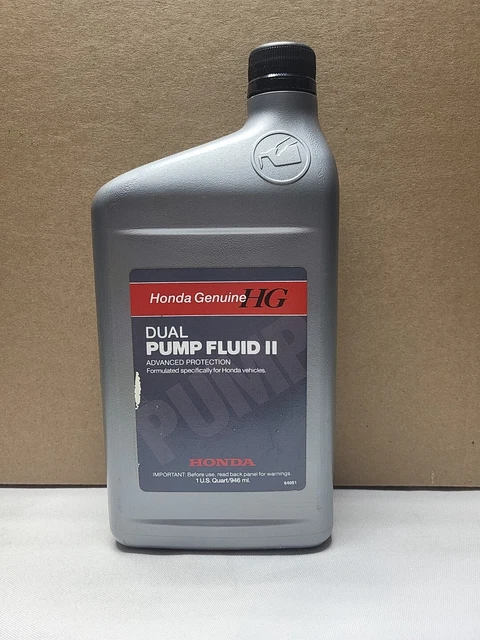 Honda Genuine HG
DUAL
PUMP FLUID II
ADVANCED PROTECTION
Formulated specifically for Honda vehicles.
PUMP
HONDA
IMPORTANT: Before use, read back panel for warnings.
1 U.S. Quart/946 ml.
64051